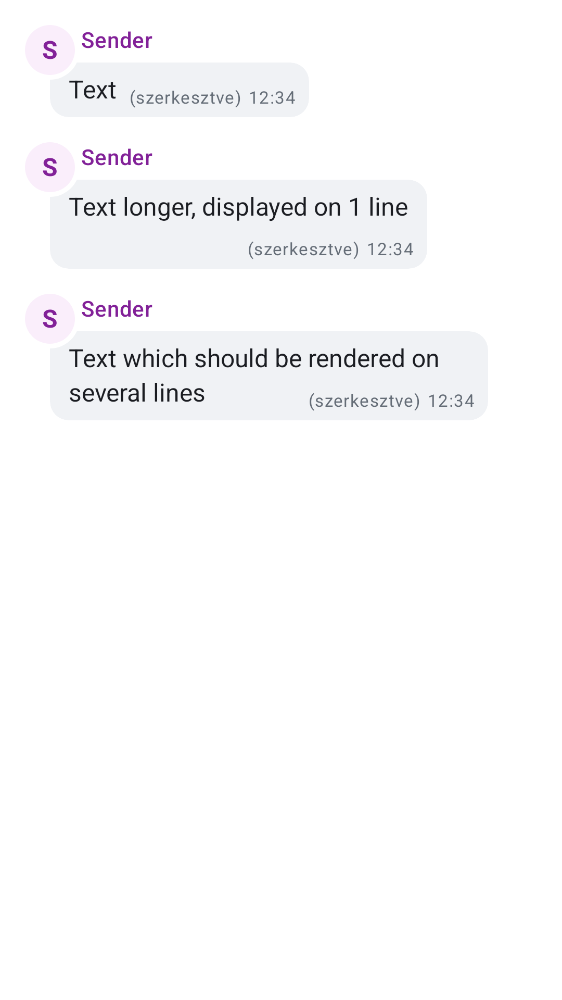 S Sender
Text (szerkesztve) 12:34
S Sender
Text longer, displayed on 1 line
(szerkesztve) 12:34
S Sender
Text which should be rendered on
several lines (szerkesztve) 12:34